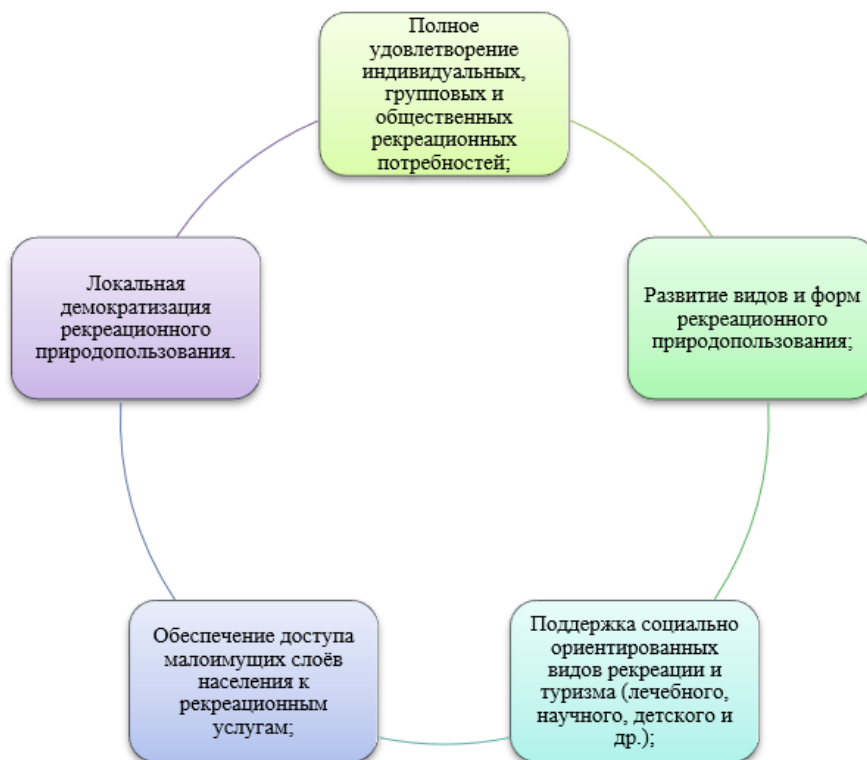 Полное
удовлетворение
индивидуальных,
групповых и
общественных
рекреационных
потребностей;
Развитие видов и форм
рекреационного
природопользования;
Поддержка социально
ориентированных
видов рекреации и
туризма (лечебного,
научного, детского и
др.);
Обеспечение доступа
малоимущих слоёв
населения к
рекреационным
услугам;
Локальная
демократизация
рекреационного
природопользования.